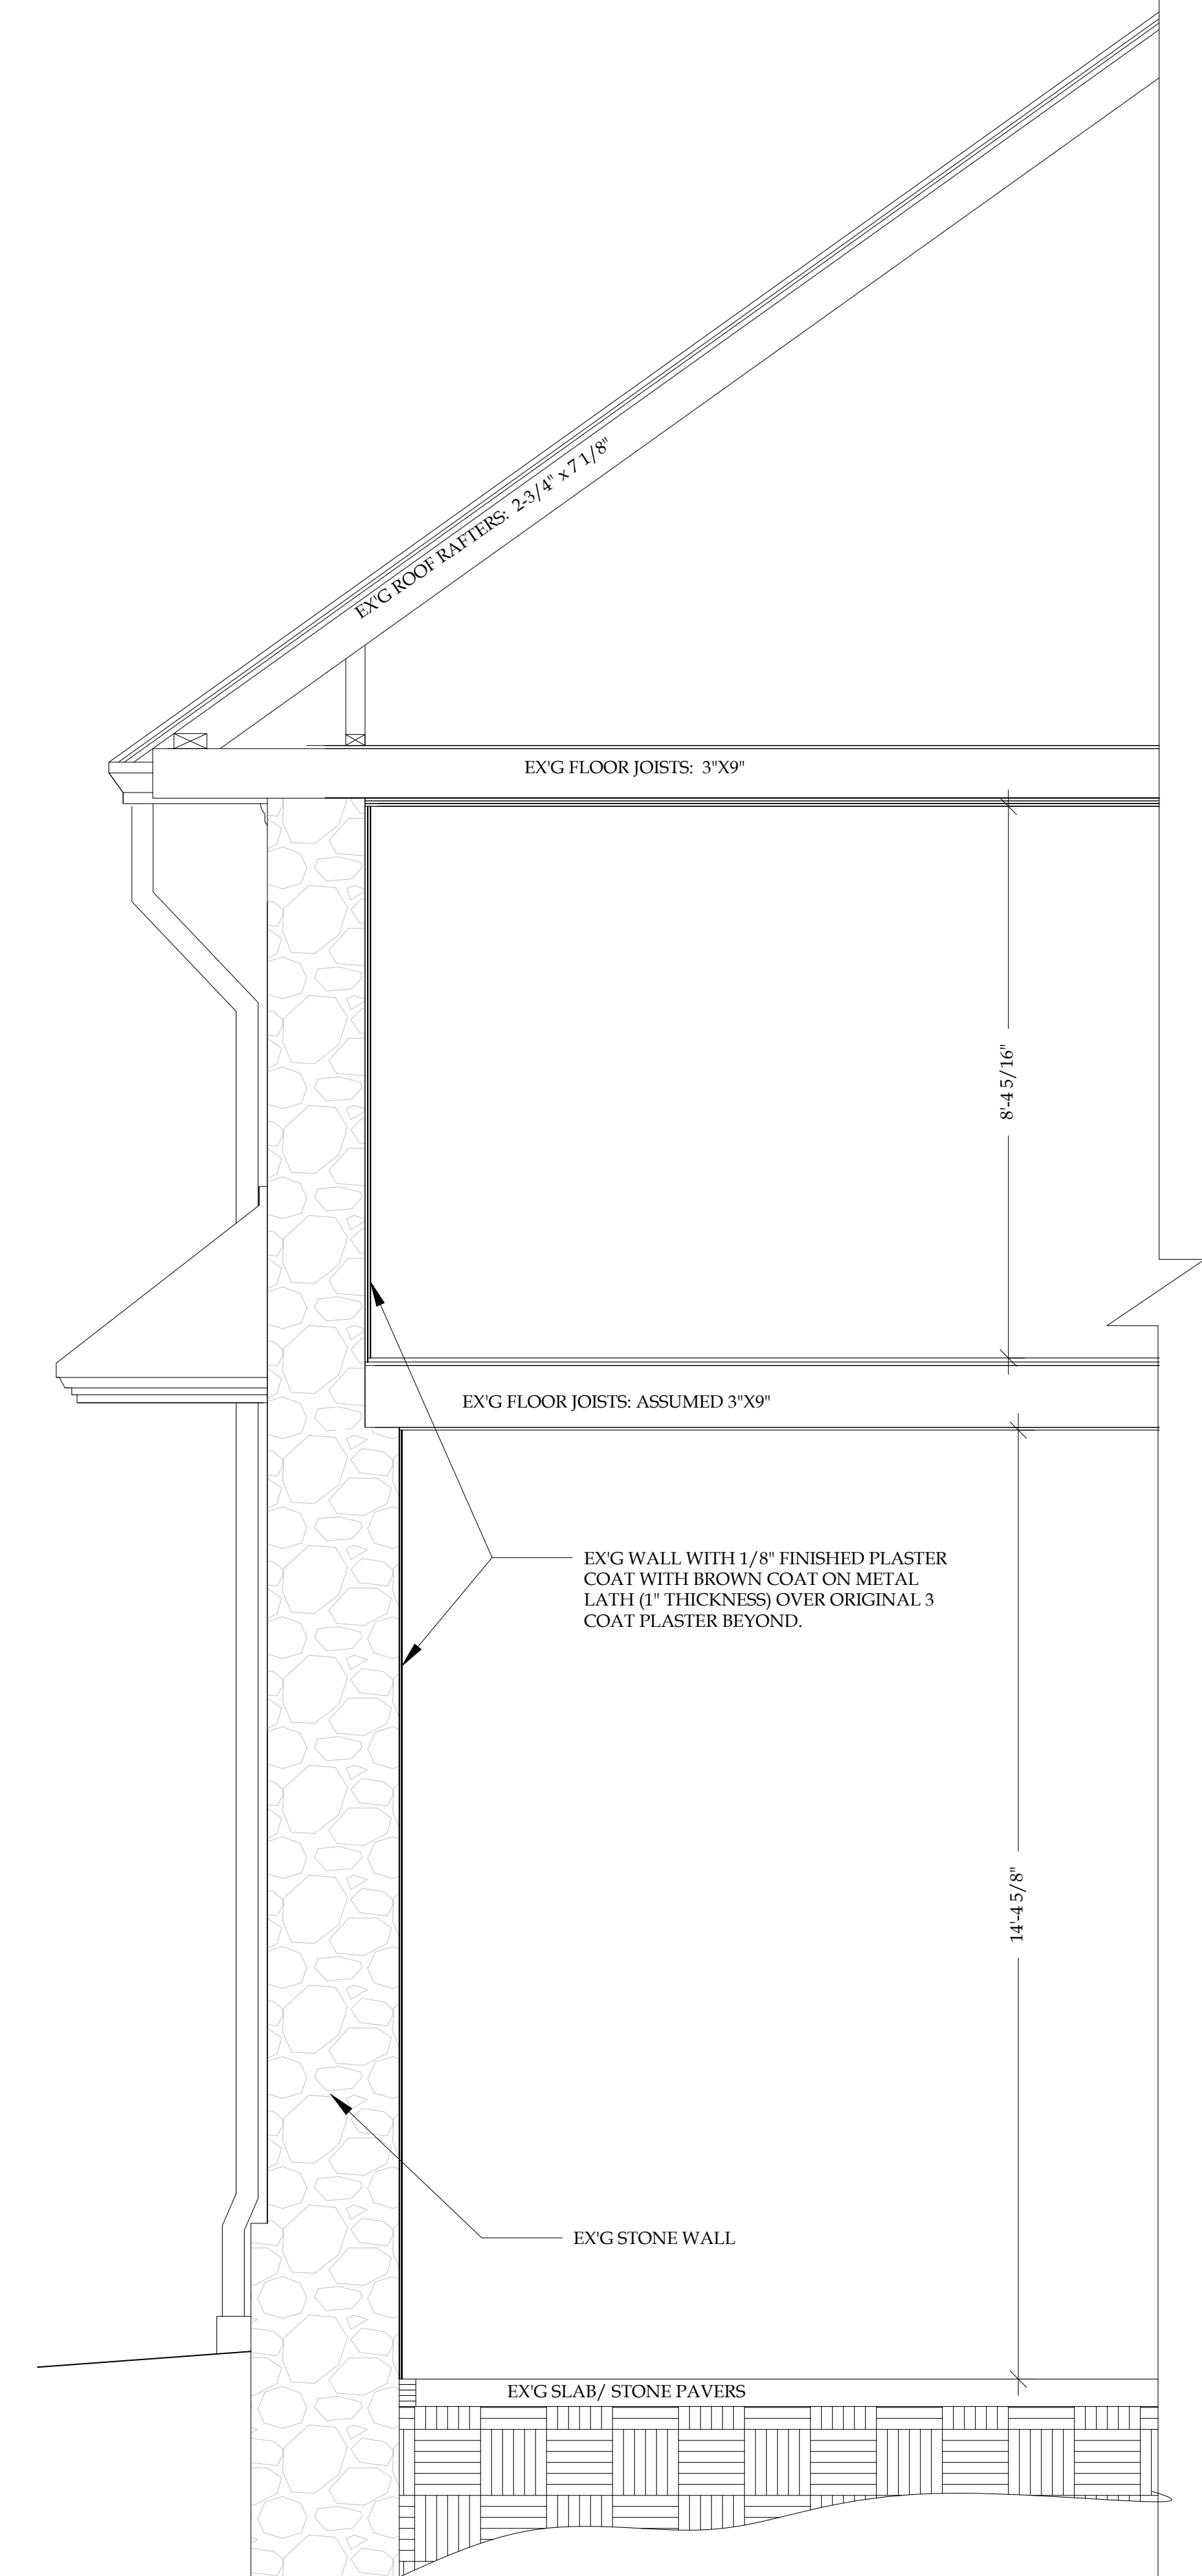 EX'G ROOF RAFTERS: 2-3/4" x 7 1/8"
EX'G FLOOR JOISTS: 3"X9"
8'-4 5/16"
EX'G FLOOR JOISTS: ASSUMED 3"X9"
EX'G WALL WITH 1/8" FINISHED PLASTER
COAT WITH BROWN COAT ON METAL
LATH (1" THICKNESS) OVER ORIGINAL 3
COAT PLASTER BEYOND.
14'-4 5/8"
EX'G STONE WALL
EX'G SLAB/ STONE PAVERS